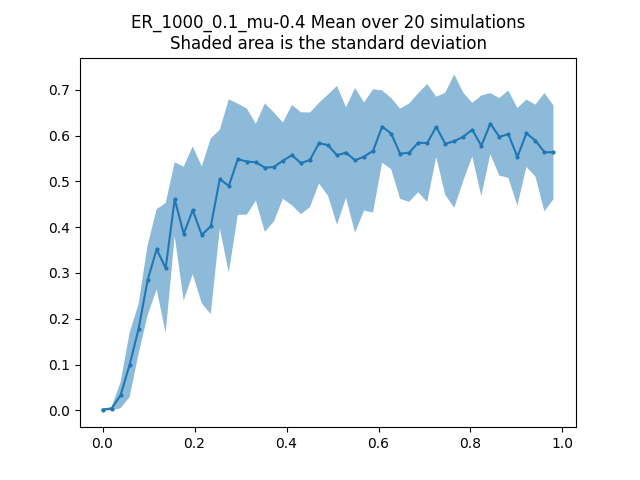 ER_1000_0.1_mu-0.4 Mean over 20 simulations
Shaded area is the standard deviation
0.7
0.6
0.5
0.4
0.3
0.2
0.1
0.0
0.0 0.2 0.4 0.6 0.8 1.0